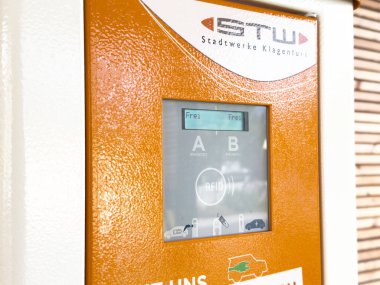 STW
Stadtwerke Klagenfurt
Frei Frei
A B
RFID
UNS